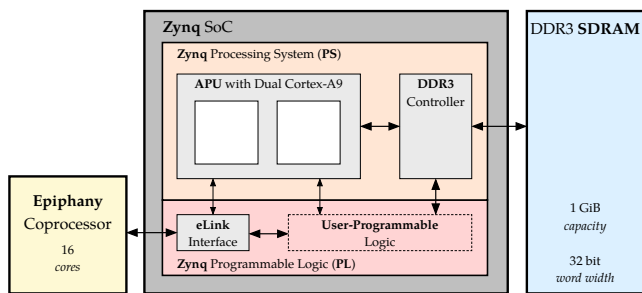 Zynq SoC
DDR3 SDRAM
Zynq Processing System (PS)
APU with Dual Cortex-A9
DDR3
Controller
Epiphany
Coprocessor
16
cores
eLink
Interface
User-Programmable
Logic
Zynq Programmable Logic (PL)
1 GiB
capacity
32 bit
word width